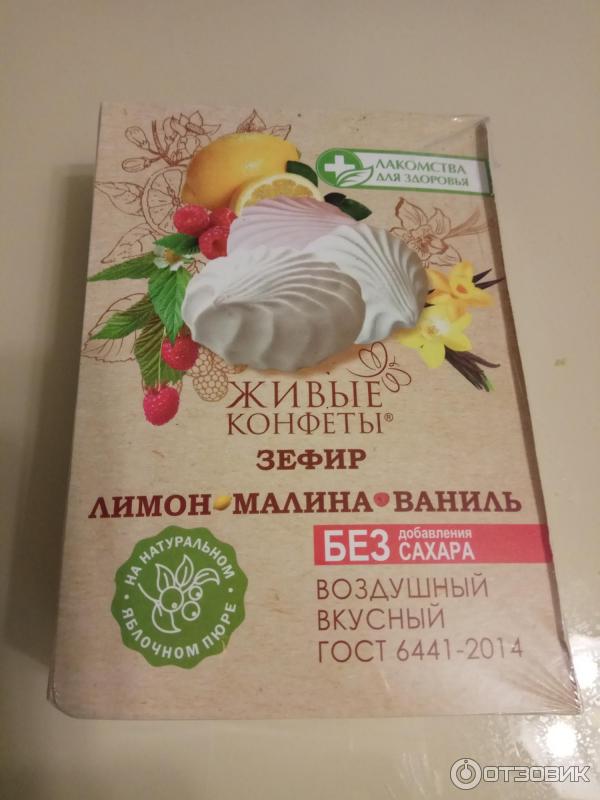 ЛАКОМСТВА
ДЛЯ ЗДОРОВЬЯ
ЖИВЫЕ
КОНФЕТЫ®
ЗЕФИР
ЛИМОН•МАЛИНА•ВАНИЛЬ
БЕЗ добавления
САХАРА
• НА НАТУРАЛЬНОМ •
ЯБЛОЧНОМ ПЮРЕ
ВОЗДУШНЫЙ
ВКУСНЫЙ
ГОСТ 6441-2014
ОТЗОВИК